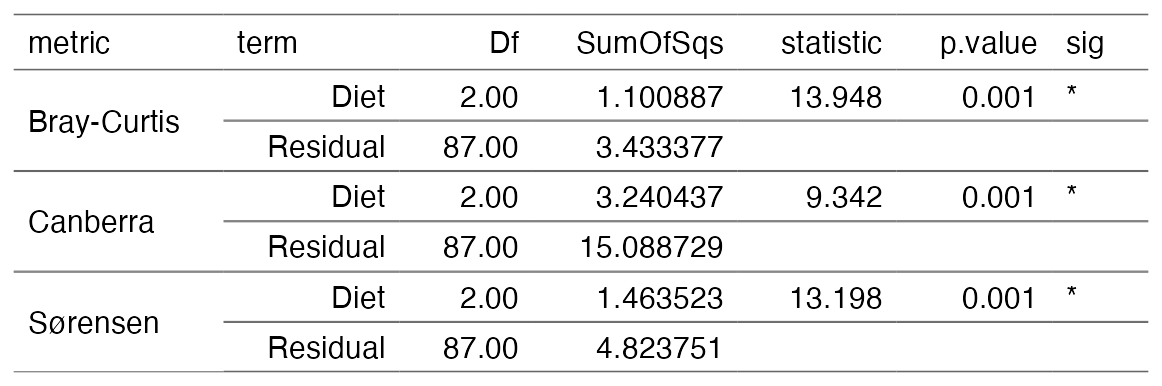 metric term Df SumOfSqs statistic p.value sig
Bray-Curtis Diet 2.00 1.100887 13.948 0.001 *
Residual 87.00 3.433377
Canberra Diet 2.00 3.240437 9.342 0.001 *
Residual 87.00 15.088729
Sørensen Diet 2.00 1.463523 13.198 0.001 *
Residual 87.00 4.823751